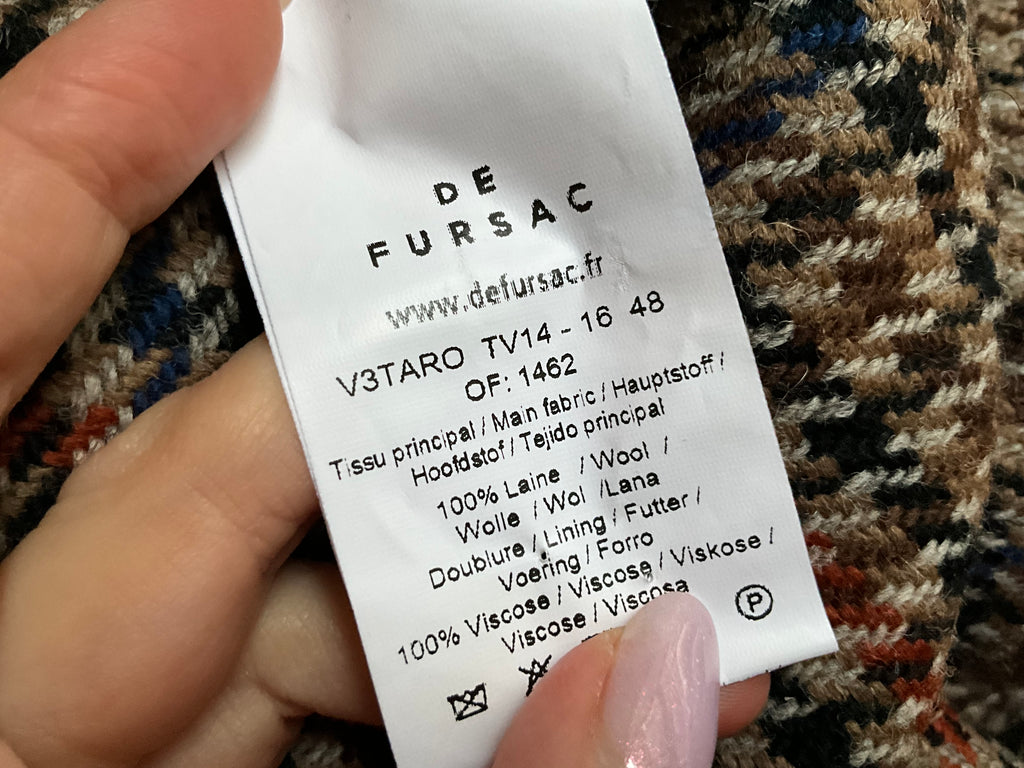 DE
FURSAC
www.defursac.fr
V3TARO TV14 - 16 48
OF: 1462
Tissu principal / Main fabric / Hauptstoff /
Hoofdstof / Tejido principal
100% Laine / Wool /
Wolle / Wol /Lana
Doublure / Lining / Futter /
Voering / Forro
100% Viscose / Viscose / Viskose /
Viscose / Viscosa
P